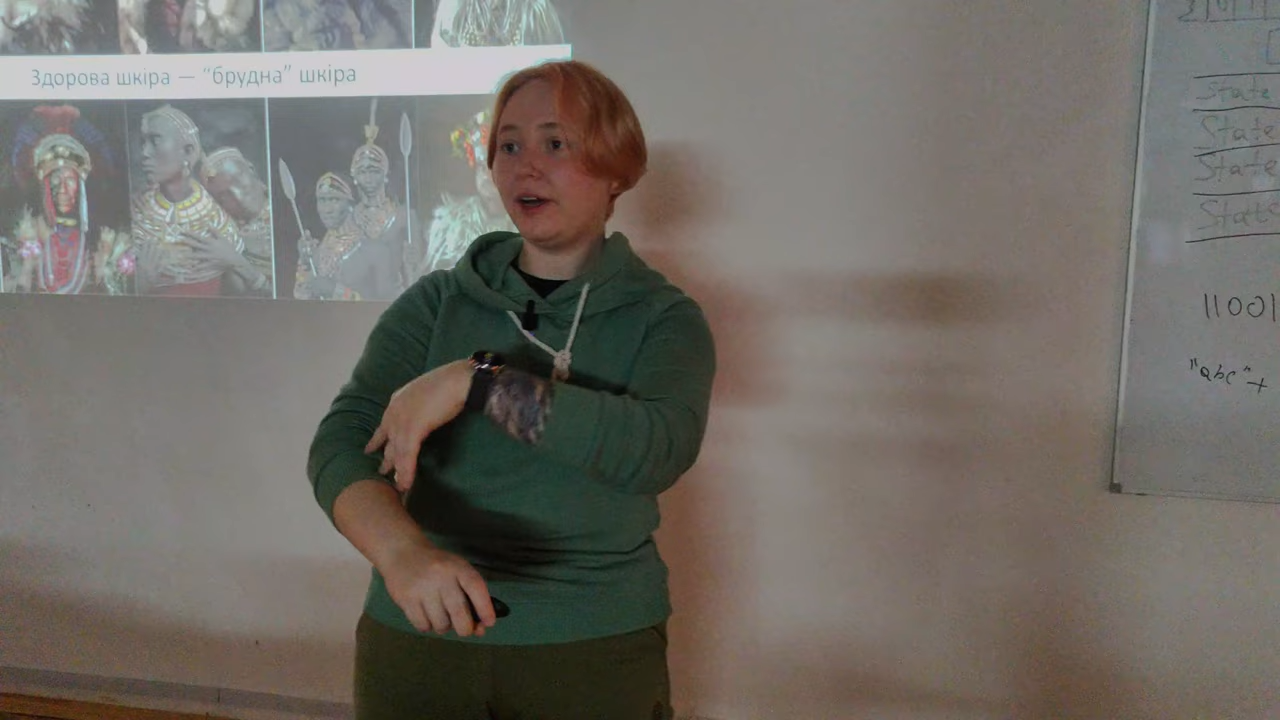 Здорова шкіра — “брудна” шкіра
State
State
State
State
11001
"abc" +